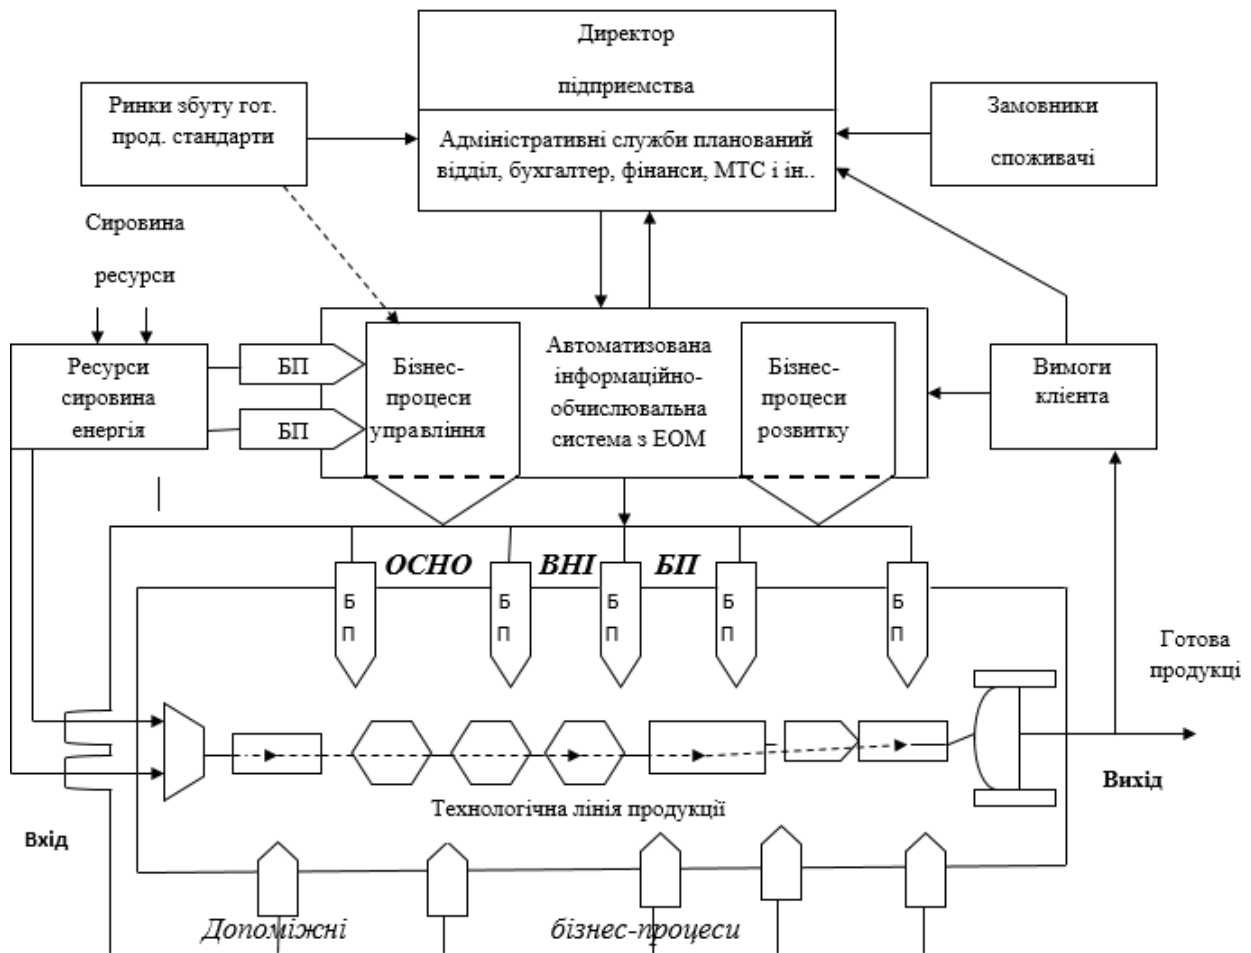 Директор
підприємства
Ринки збуту гот.
прод. стандарти
Адміністративні служби планований
відділ, бухгалтер, фінанси, МТС і ін..
Замовники
споживачі
Сировина
ресурси
Ресурси
сировина
енергія
БП
БП
Бізнес-
процеси
управління
Автоматизована
інформаційно-
обчислювальна
система з ЕОМ
Бізнес-
процеси
розвитку
Вимоги
клієнта
ОСНО ВНІ БП
Б
П
Б
П
Б
П
Б
П
Б
П
Готова
продукці
Вихід
Технологічна лінія продукції
Вхід
Допоміжні бізнес-процеси